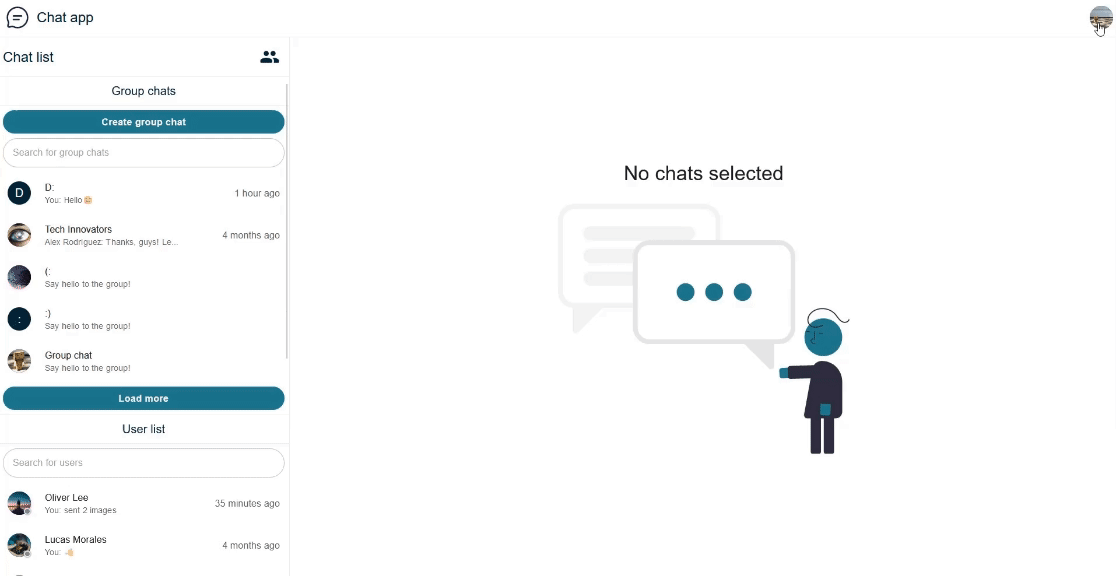 Chat app
Chat list
Group chats
Create group chat
Search for group chats
D
D:
1 hour ago
You: Hello😊
Tech Innovators
4 months ago
Alex Rodriguez: Thanks, guys! Le...
(:
Say hello to the group!
:
:)
Say hello to the group!
Group chat
Say hello to the group!
Load more
User list
Search for users
Oliver Lee
35 minutes ago
You: sent 2 images
Lucas Morales
4 months ago
You:
No chats selected